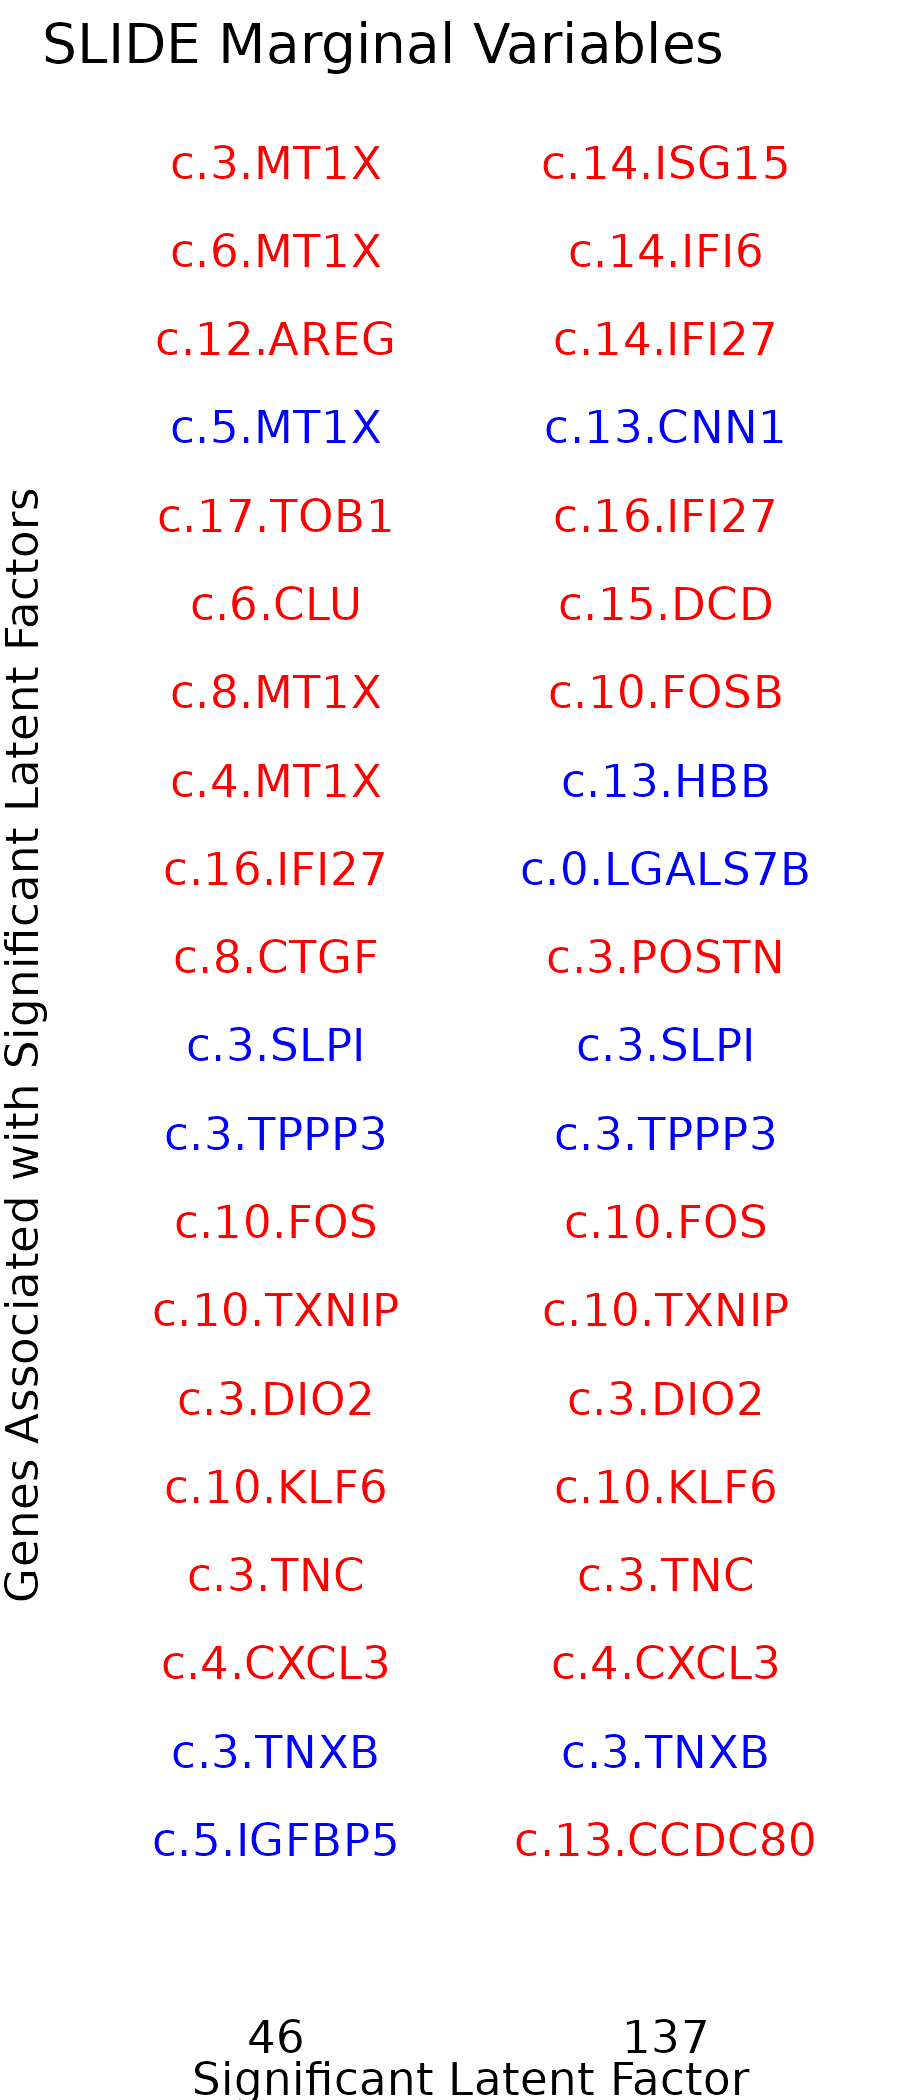 SLIDE Marginal Variables
Genes Associated with Significant Latent Factors
c.3.MT1X c.14.ISG15
c.6.MT1X c.14.IFI6
c.12.AREG c.14.IFI27
c.5.MT1X c.13.CNN1
c.17.TOB1 c.16.IFI27
c.6.CLU c.15.DCD
c.8.MT1X c.10.FOSB
c.4.MT1X c.13.HBB
c.16.IFI27 c.0.LGALS7B
c.8.CTGF c.3.POSTN
c.3.SLPI c.3.SLPI
c.3.TPPP3 c.3.TPPP3
c.10.FOS c.10.FOS
c.10.TXNIP c.10.TXNIP
c.3.DIO2 c.3.DIO2
c.10.KLF6 c.10.KLF6
c.3.TNC c.3.TNC
c.4.CXCL3 c.4.CXCL3
c.3.TNXB c.3.TNXB
c.5.IGFBP5 c.13.CCDC80
46 137
Significant Latent Factor